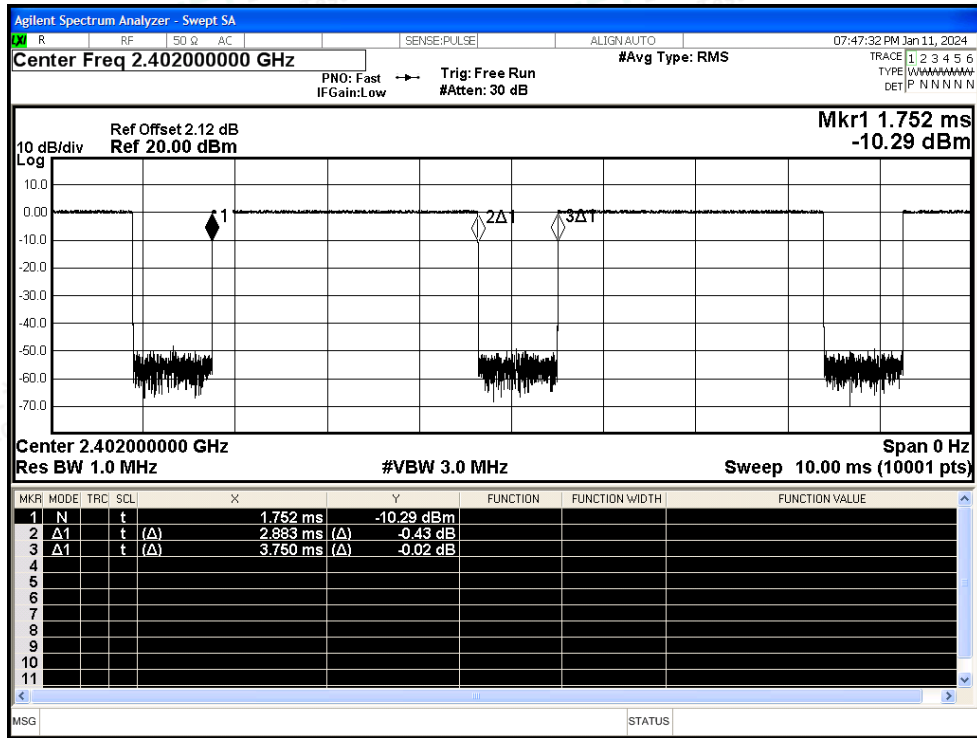 Agilent Spectrum Analyzer - Swept SA
LXI R RF 50 Ω AC SENSE:PULSE ALIGN AUTO 07:47:32 PM Jan 11, 2024
Center Freq 2.402000000 GHz #Avg Type: RMS TRACE 1 2 3 4 5 6
PNO: Fast Trig: Free Run TYPE WWWWWW
IFGain:Low #Atten: 30 dB DET P N N N N N
Mkr1 1.752 ms
Ref Offset 2.12 dB
10 dB/div Ref 20.00 dBm -10.29 dBm
Log
10.0
0.00
1 2Δ1 3Δ1
-10.0
-20.0
-30.0
-40.0
-50.0
-60.0
-70.0
Center 2.402000000 GHz Span 0 Hz
Res BW 1.0 MHz #VBW 3.0 MHz Sweep 10.00 ms (10001 pts)
MKR MODE TRC SCL X Y FUNCTION FUNCTION WIDTH FUNCTION VALUE
1 N t 1.752 ms -10.29 dBm
2 Δ1 t (Δ) 2.883 ms (Δ) -0.43 dB
3 Δ1 t (Δ) 3.750 ms (Δ) -0.02 dB
4
5
6
7
8
9
10
11
MSG STATUS